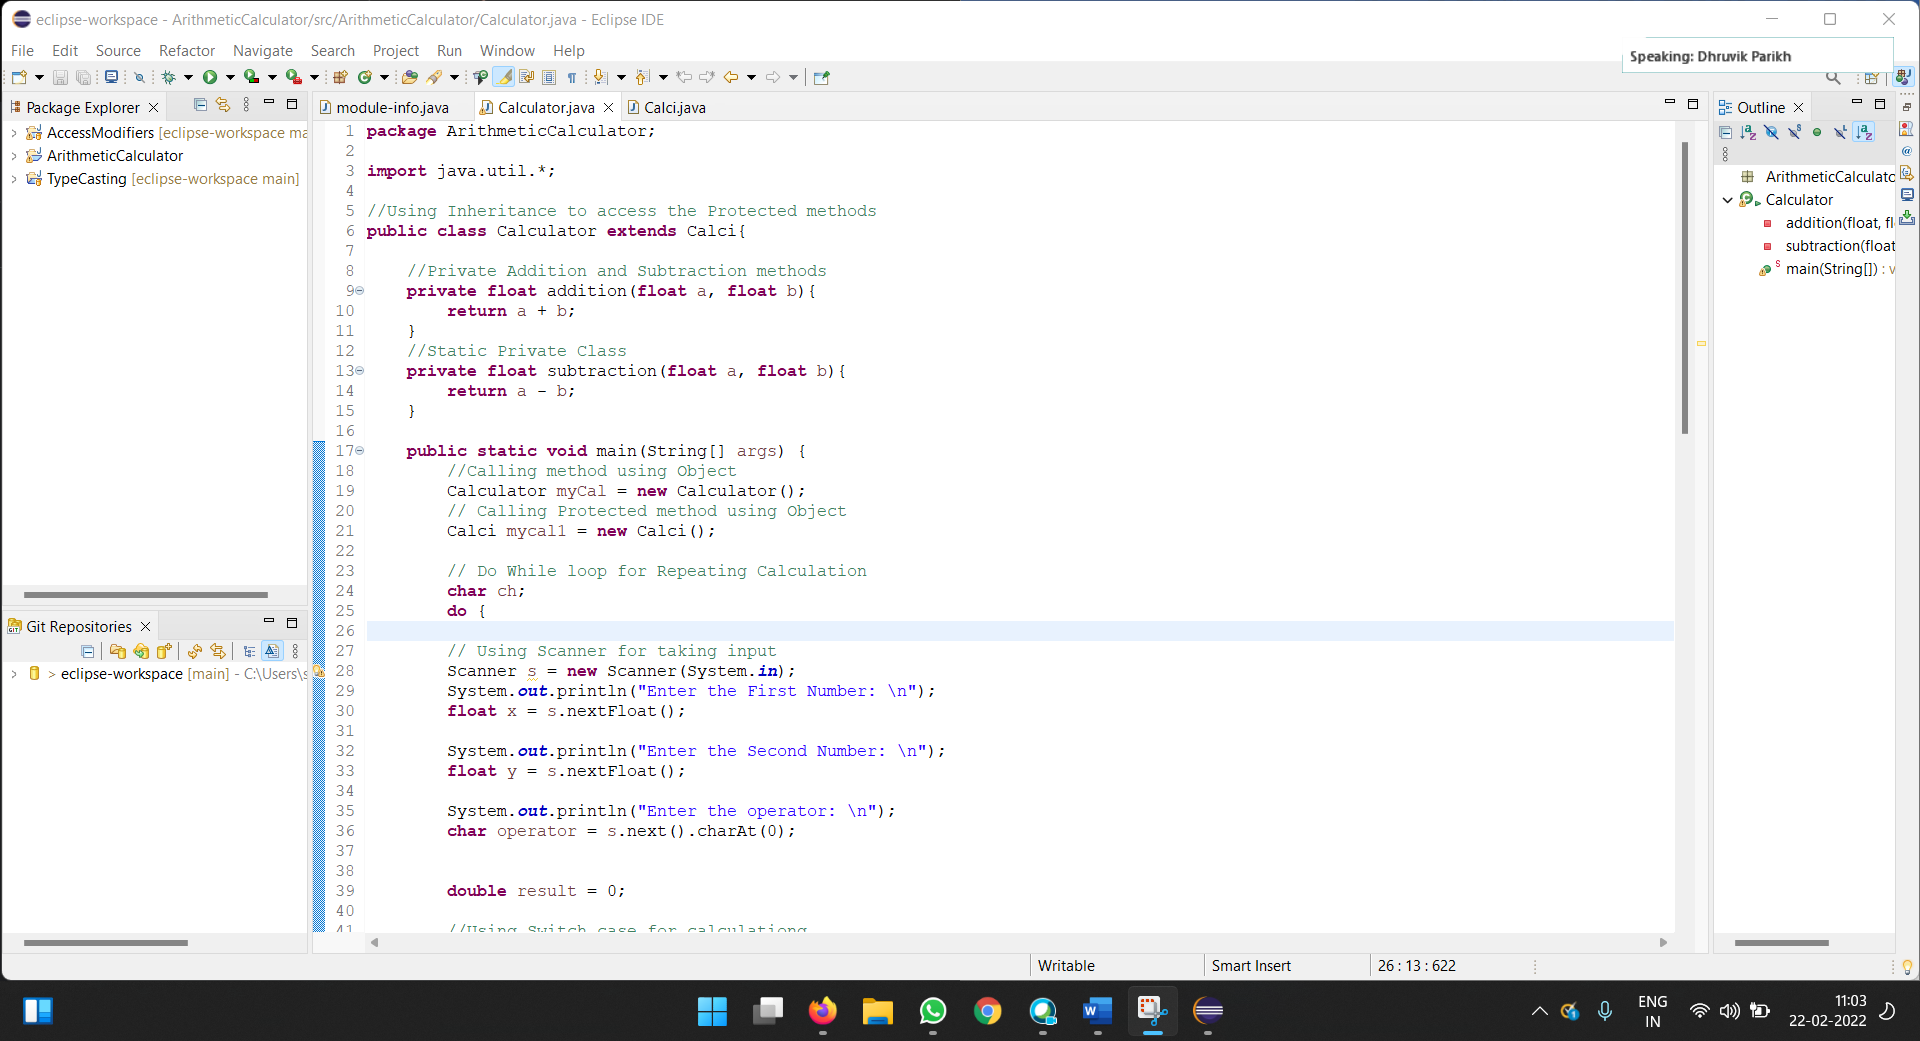 eclipse-workspace - ArithmeticCalculator/src/ArithmeticCalculator/Calculator.java - Eclipse IDE
File Edit Source Refactor Navigate Search Project Run Window Help
Speaking: Dhruvik Parikh
Package Explorer
AccessModifiers [eclipse-workspace ma
ArithmeticCalculator
TypeCasting [eclipse-workspace main]
Git Repositories
> eclipse-workspace [main] - C:\Users\s
module-info.java Calculator.java Calci.java
1 package ArithmeticCalculator;
2
3 import java.util.*;
4
5 //Using Inheritance to access the Protected methods
6 public class Calculator extends Calci{
7
8 //Private Addition and Subtraction methods
9 private float addition(float a, float b){
10 return a + b;
11 }
12 //Static Private Class
13 private float subtraction(float a, float b){
14 return a - b;
15 }
16
17 public static void main(String[] args) {
18 //Calling method using Object
19 Calculator myCal = new Calculator();
20 // Calling Protected method using Object
21 Calci mycal1 = new Calci();
22
23 // Do While loop for Repeating Calculation
24 char ch;
25 do {
26
27 // Using Scanner for taking input
28 Scanner s = new Scanner(System.in);
29 System.out.println("Enter the First Number: \n");
30 float x = s.nextFloat();
31
32 System.out.println("Enter the Second Number: \n");
33 float y = s.nextFloat();
34
35 System.out.println("Enter the operator: \n");
36 char operator = s.next().charAt(0);
37
38
39 double result = 0;
40
41 //Using Switch case for calculationg
Outline
ArithmeticCalculato
Calculator
addition(float, fl
subtraction(float
main(String[]) : v
Writable Smart Insert 26 : 13 : 622
ENG
IN
11:03
22-02-2022